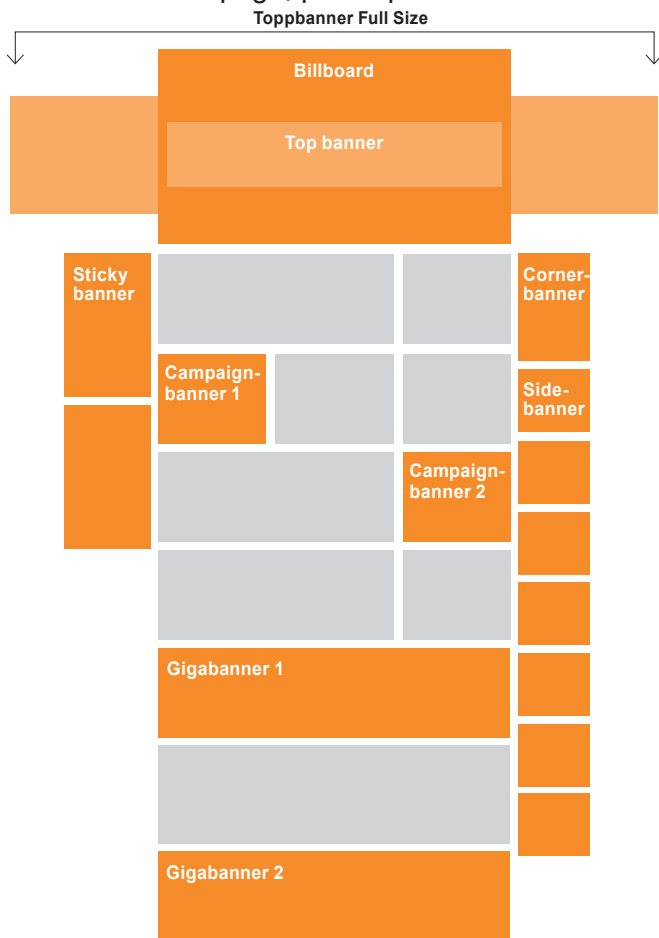 Toppbanner Full Size
Billboard
Top banner
Sticky
banner
Corner-
banner
Campaign-
banner 1
Side-
banner
Campaign-
banner 2
Gigabanner 1
Gigabanner 2